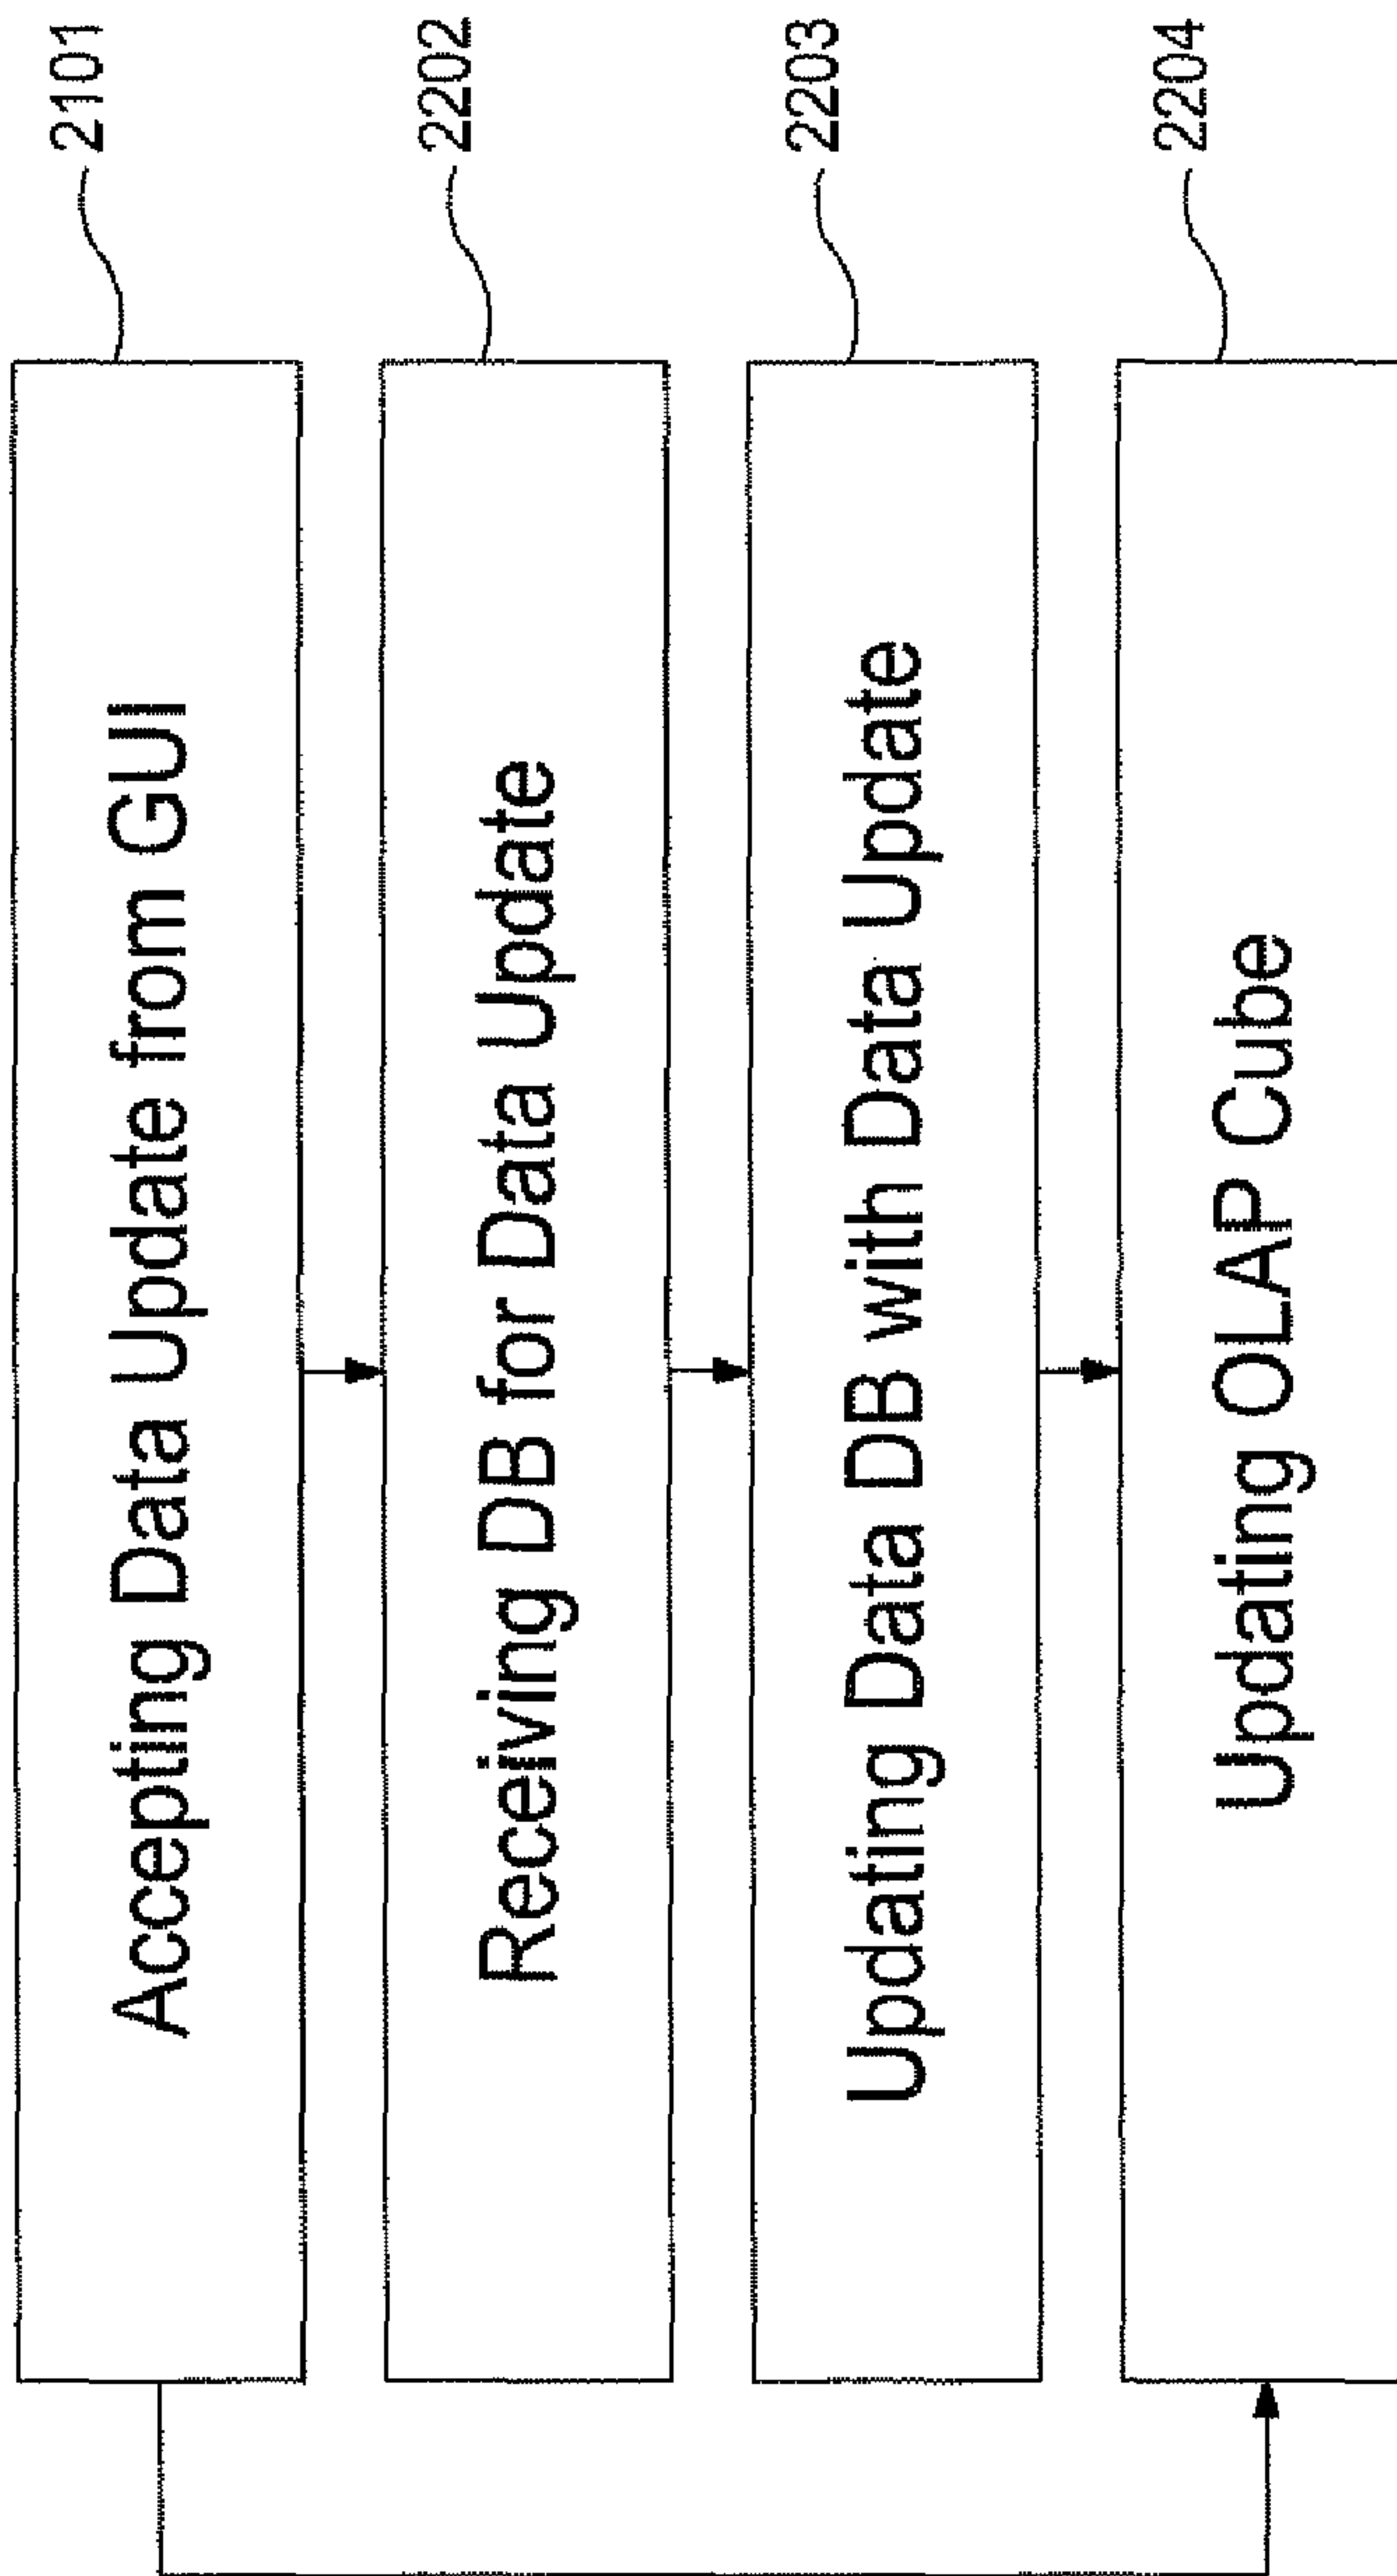 Accepting Data Update from GUI
2101
Receiving DB for Data Update
2202
Updating Data DB with Data Update
2203
Updating OLAP Cube
2204